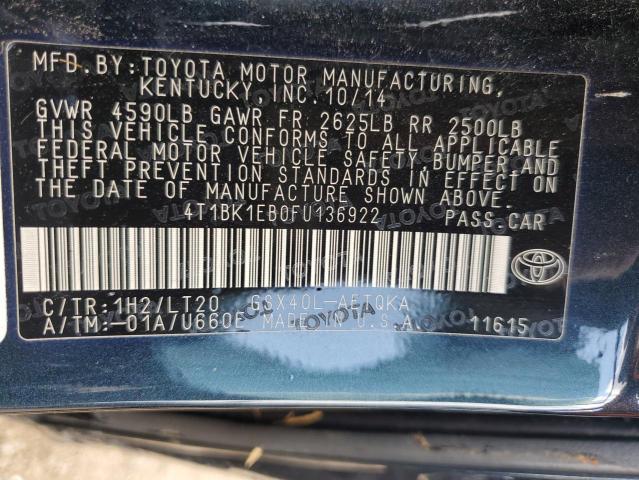 MFD. BY: TOYOTA MOTOR MANUFACTURING,
KENTUCKY, INC. 10/14
GVWR 4590LB GAWR FR 2625LB RR 2500LB
THIS VEHICLE CONFORMS TO ALL APPLICABLE
FEDERAL MOTOR VEHICLE SAFETY, BUMPER AND
THEFT PREVENTION STANDARDS IN EFFECT ON
THE DATE OF MANUFACTURE SHOWN ABOVE.
4T1BK1EB0FU136922 PASS CAR
C/TR: 1H2/LT20 GSX40L-AETQKA
A/TM: -01A/U660E MADE IN U.S.A. 11615
TOYOTA